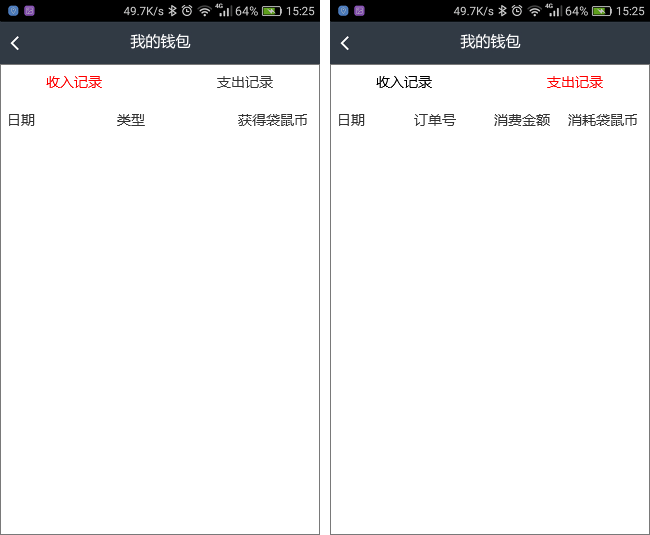 49.7K/s 4G 64% 15:25
我的钱包
收入记录 支出记录
日期 类型 获得袋鼠币
49.7K/s 4G 64% 15:25
我的钱包
收入记录 支出记录
日期 订单号 消费金额 消耗袋鼠币